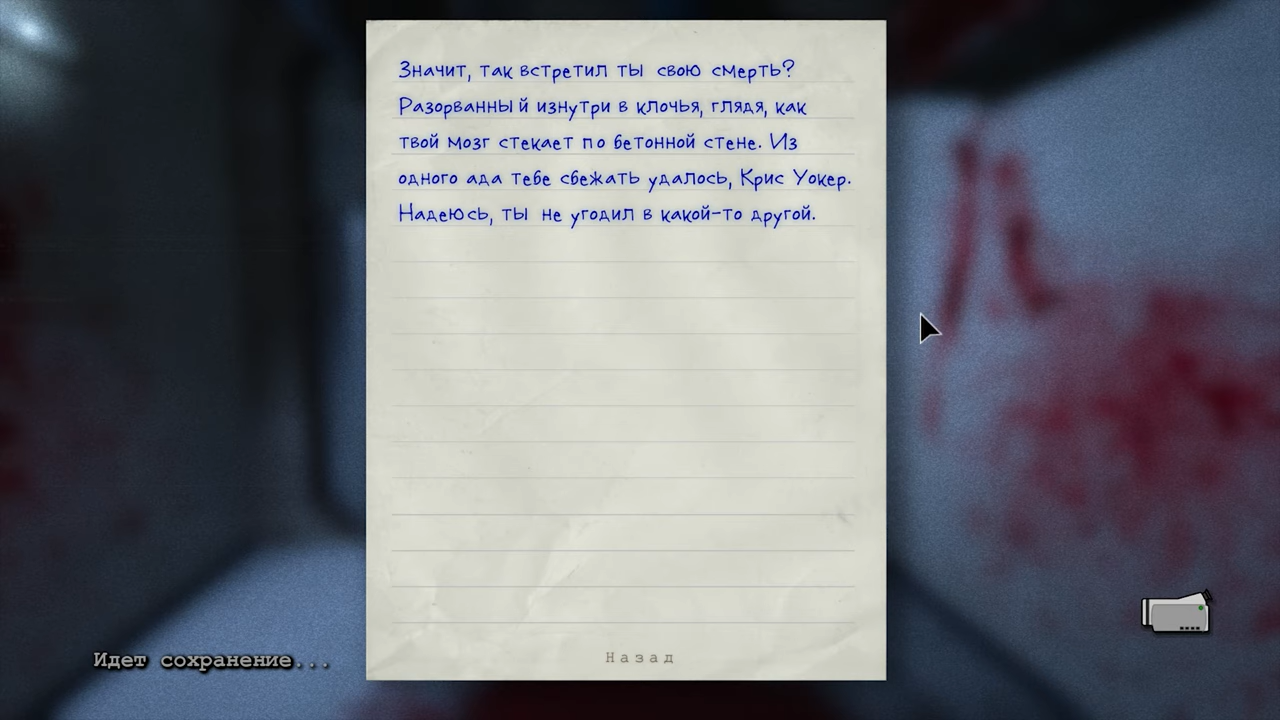 Значит, так встретил ты свою смерть?
Разорванный изнутри в клочья, глядя, как
твой мозг стекает по бетонной стене. Из
одного ада тебе сбежать удалось, Крис Уокер.
Надеюсь, ты не угодил в какой-то другой.
Назад
Идет сохранение...